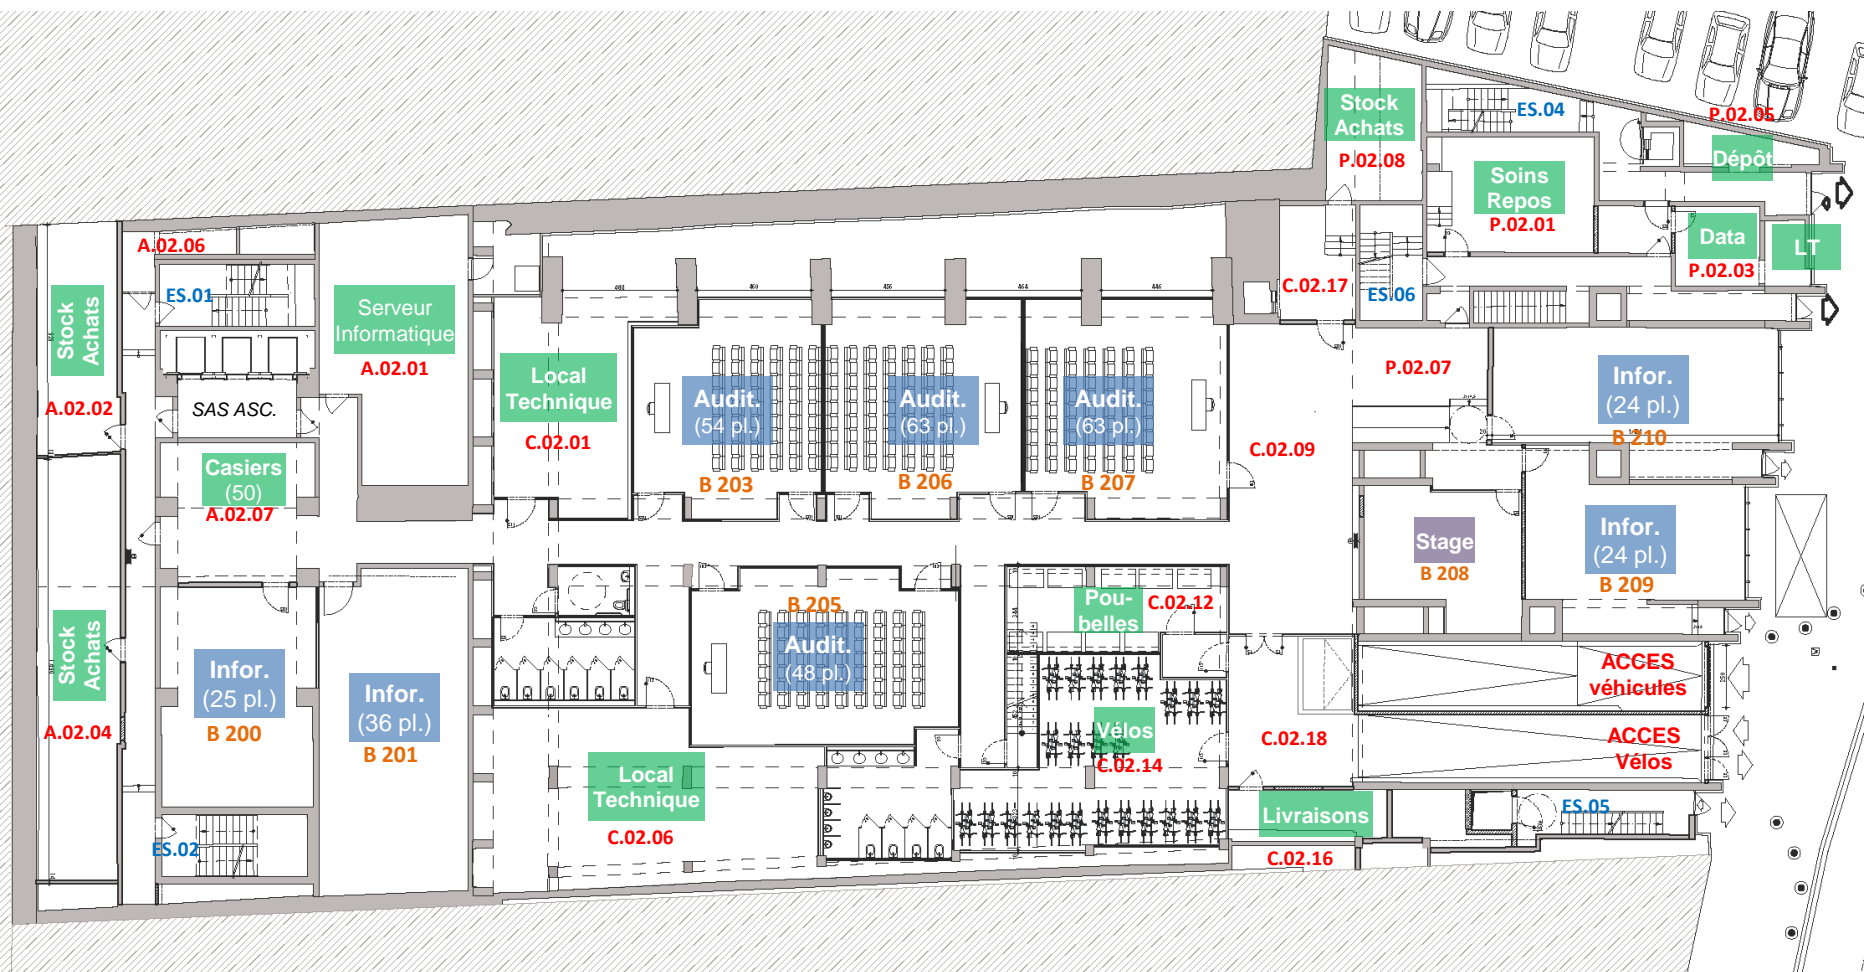 Stock
Achats
P.02.08
ES.04
P.02.05
Dépôt
Soins
Repos
P.02.01
Data
P.02.03
LT
A.02.06
ES.01
Stock
Achats
A.02.02
SAS ASC.
Serveur
Informatique
A.02.01
Local
Technique
C.02.01
480
460
456
464
446
Audit.
(54 pl.)
B 203
Audit.
(63 pl.)
B 206
Audit.
(63 pl.)
B 207
C.02.17
ES.06
C.02.09
P.02.07
Infor.
(24 pl.)
B 210
Casiers
(50)
A.02.07
Stage
B 208
Infor.
(24 pl.)
B 209
Stock
Achats
A.02.04
Infor.
(25 pl.)
B 200
Infor.
(36 pl.)
B 201
B 205
Audit.
(48 pl.)
Pou-
belles
C.02.12
Vélos
C.02.14
C.02.18
ACCES
véhicules
ACCES
Vélos
Local
Technique
C.02.06
Livraisons
C.02.16
ES.05
ES.02